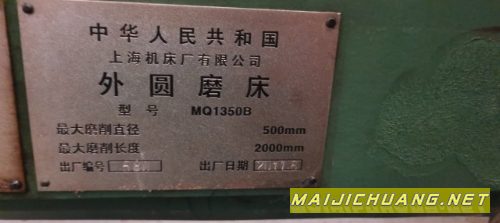 中华人民共和国
上海机床厂有限公司
外圆磨床
型号 MQ1350B
最大磨削直径 500mm
最大磨削长度 2000mm
出厂编号 出厂日期
MAIJICHUANG.NET